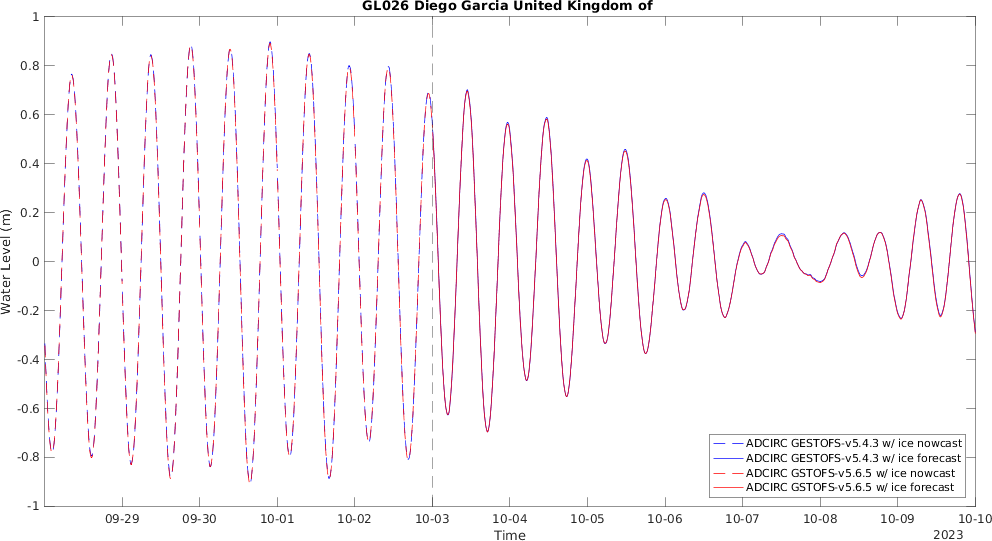 GL026 Diego Garcia United Kingdom of
1
0.8
0.6
0.4
0.2
0
-0.2
-0.4
-0.6
-0.8
-1
Water Level (m)
09-29 09-30 10-01 10-02 10-03 10-04 10-05 10-06 10-07 10-08 10-09 10-10
Time
2023
ADCIRC GESTOFS-v5.4.3 w/ ice nowcast
ADCIRC GESTOFS-v5.4.3 w/ ice forecast
ADCIRC GSTOFS-v5.6.5 w/ ice nowcast
ADCIRC GSTOFS-v5.6.5 w/ ice forecast